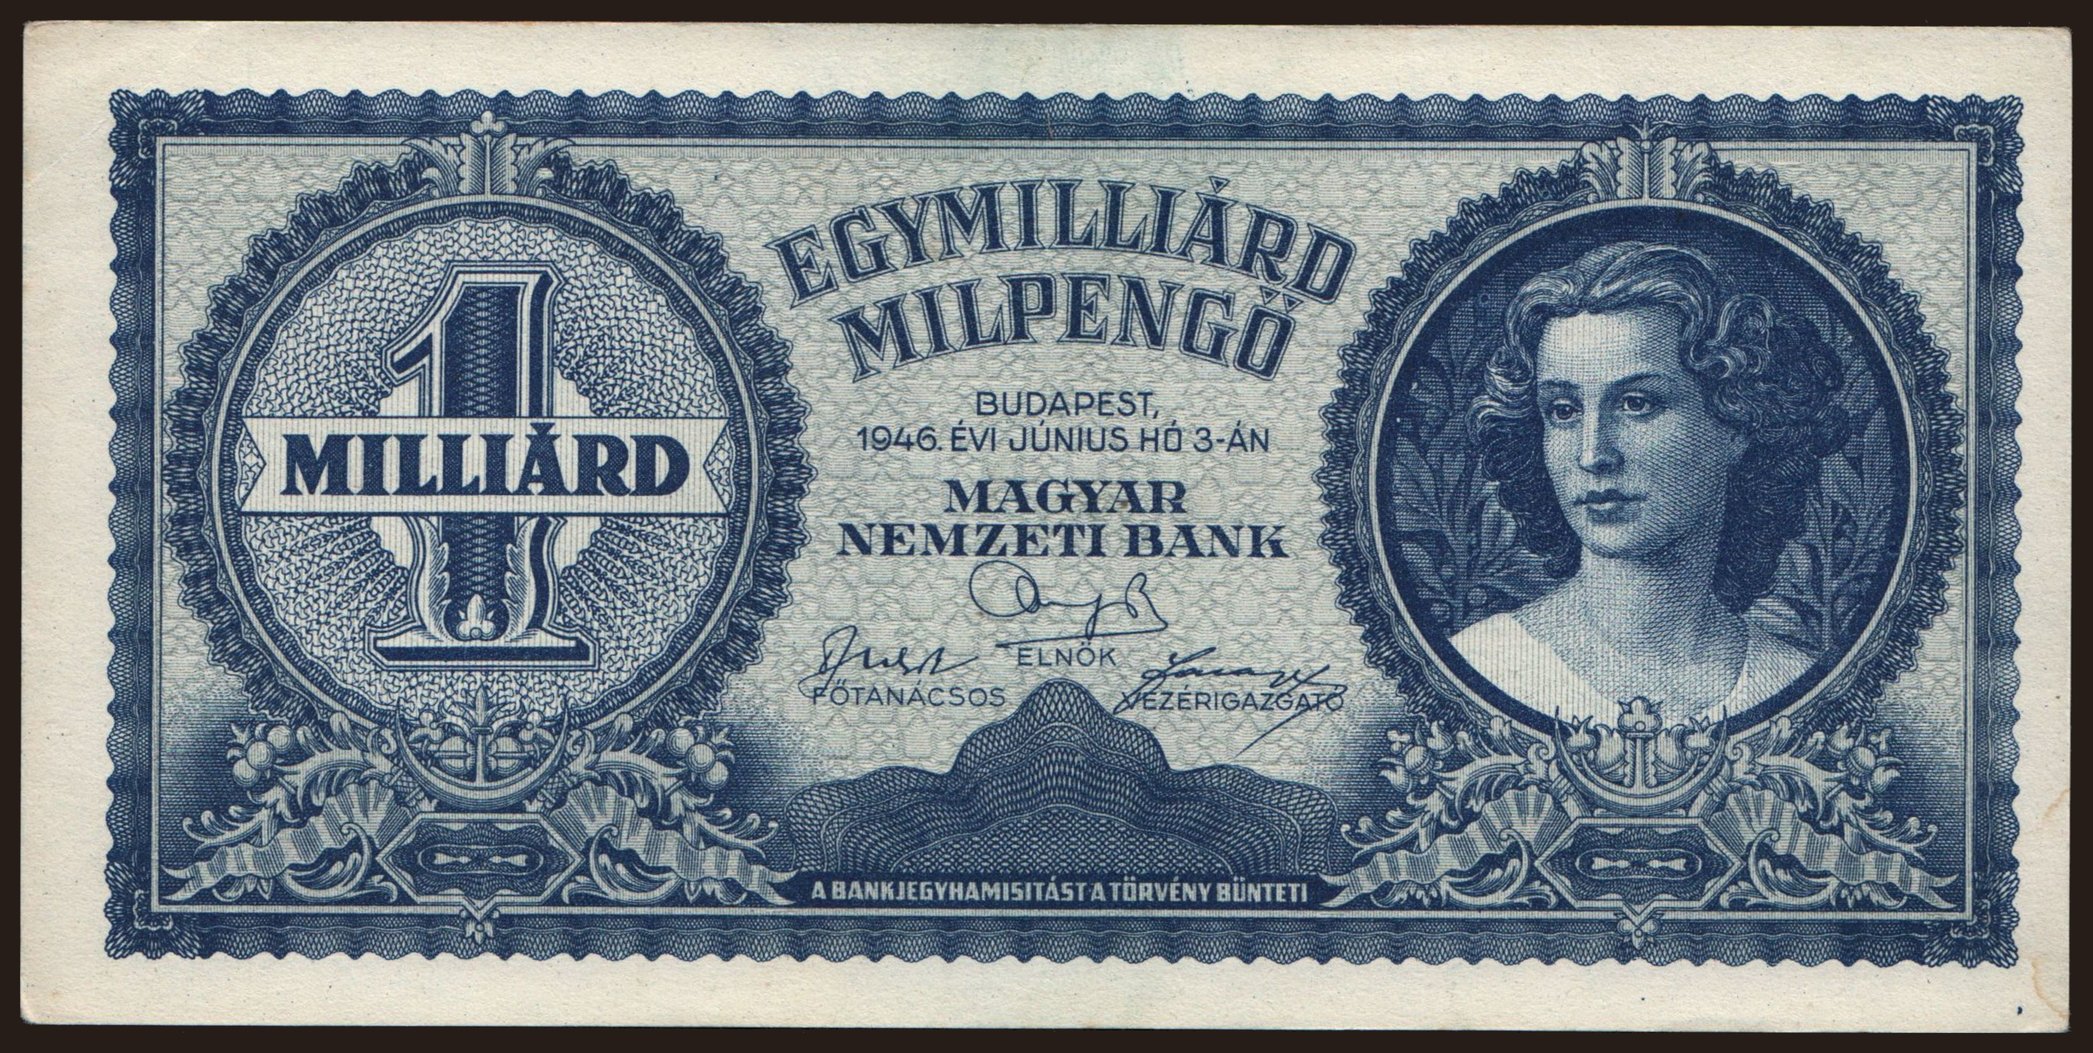 1
MILLIÁRD
EGYMILLIÁRD
MILPENGŐ
BUDAPEST,
1946. ÉVI JÚNIUS HÓ 3-ÁN
MAGYAR
NEMZETI BANK
ELNÖK
FŐTANÁCSOS
VEZÉRIGAZGATÓ
A BANKJEGYHAMISITÁST A TÖRVÉNY BÜNTETI